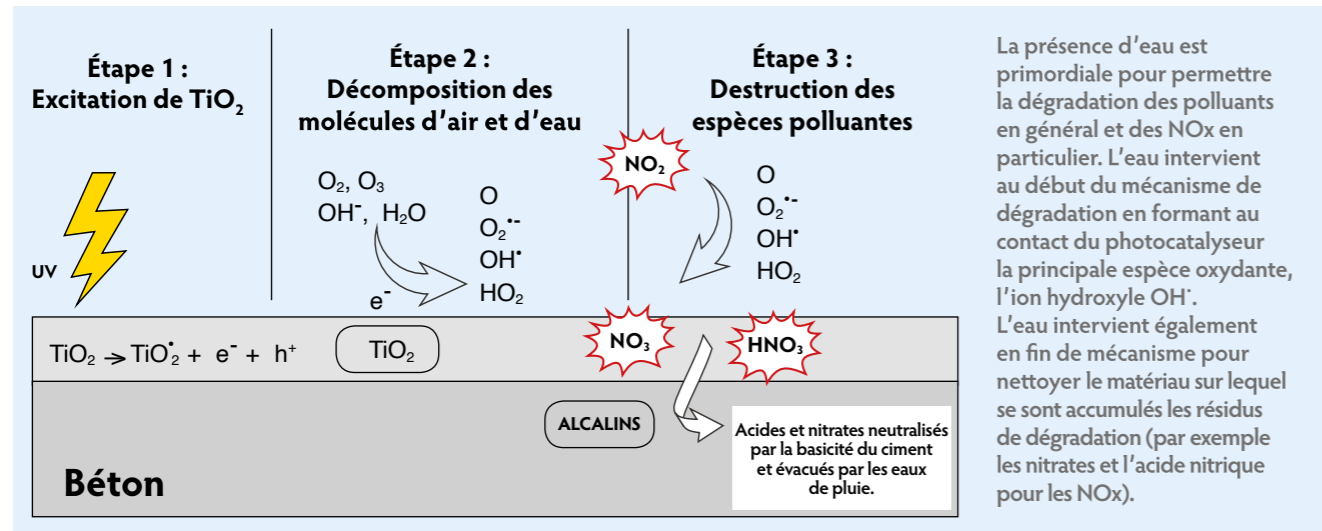 Étape 1 :
Excitation de TiO₂
UV
Étape 2 :
Décomposition des
molécules d'air et d'eau
O₂, O₃
OH⁻, H₂O
e⁻
O
O₂•⁻
OH•
HO₂
Étape 3 :
Destruction des
espèces polluantes
NO₂
O
O₂•⁻
OH•
HO₂
TiO₂ → TiO₂• + e⁻ + h⁺
TiO₂
NO₃
HNO₃
ALCALINS
Acides et nitrates neutralisés
par la basicité du ciment
et évacués par les eaux
de pluie.
Béton
La présence d'eau est
primordiale pour permettre
la dégradation des polluants
en général et des NOx en
particulier. L'eau intervient
au début du mécanisme de
dégradation en formant au
contact du photocatalyseur
la principale espèce oxydante,
l'ion hydroxyle OH·.
L'eau intervient également
en fin de mécanisme pour
nettoyer le matériau sur lequel
se sont accumulés les résidus
de dégradation (par exemple
les nitrates et l'acide nitrique
pour les NOx).